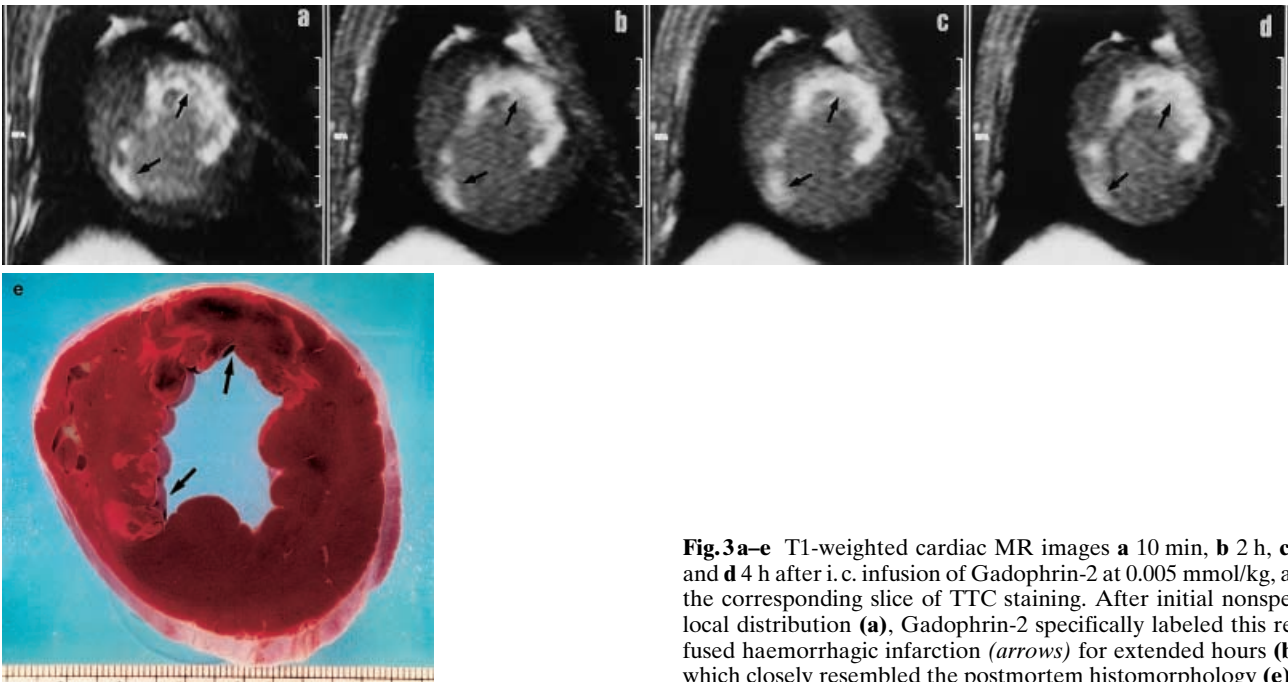 a
b
c
d
e
Fig. 3 a–e T1-weighted cardiac MR images a 10 min, b 2 h, c
and d 4 h after i. c. infusion of Gadophrin-2 at 0.005 mmol/kg, a
the corresponding slice of TTC staining. After initial nonspe
local distribution (a), Gadophrin-2 specifically labeled this re
fused haemorrhagic infarction (arrows) for extended hours (b
which closely resembled the postmortem histomorphology (e)